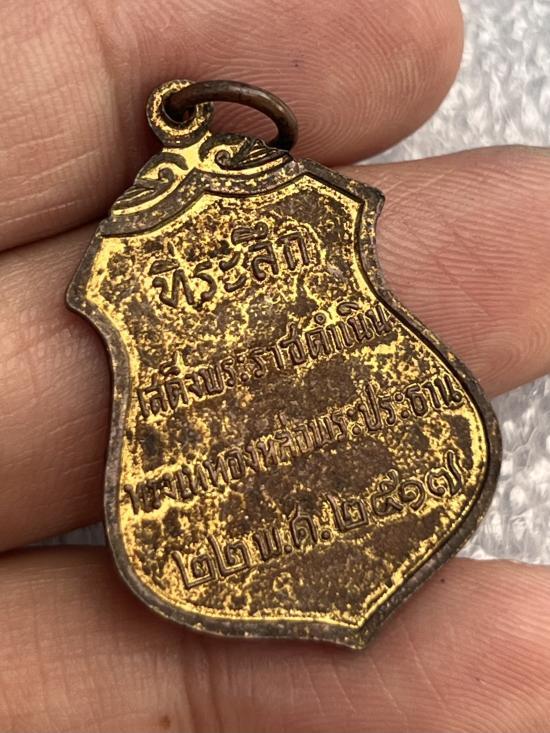 ที่ระลึก
เสด็จพระราชดำเนิน
ทรงเททองหล่อพระประธาน
๒๒ พ.ค. ๒๕๑๗